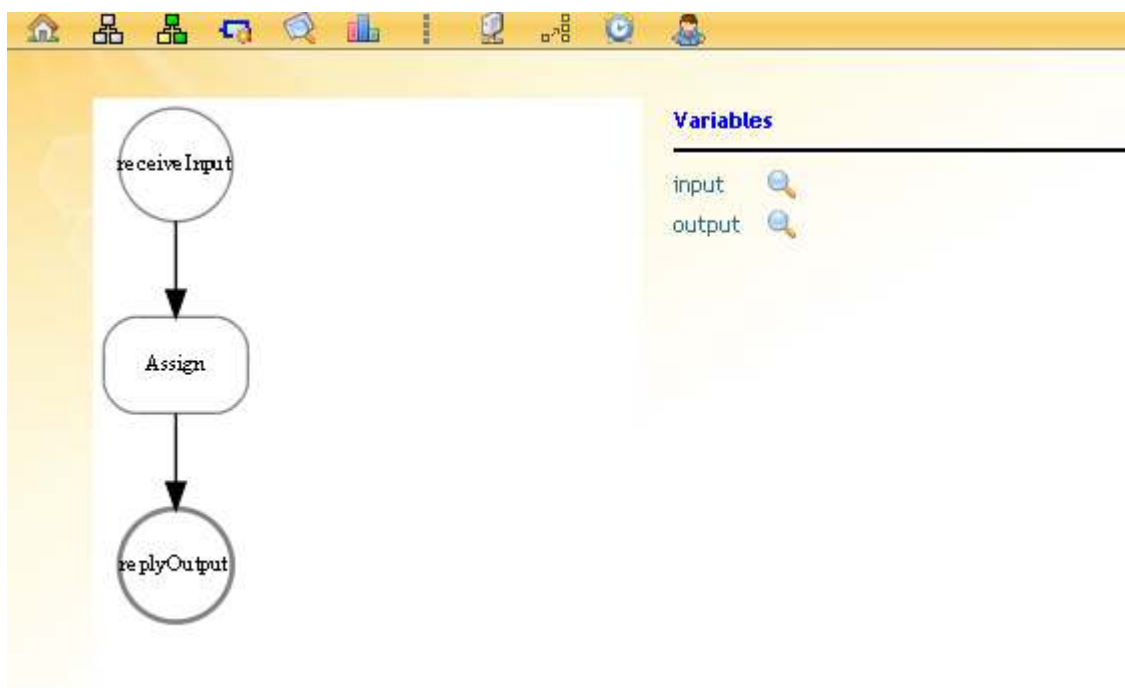 receiveInput
Assign
replyOutput
Variables
input
output